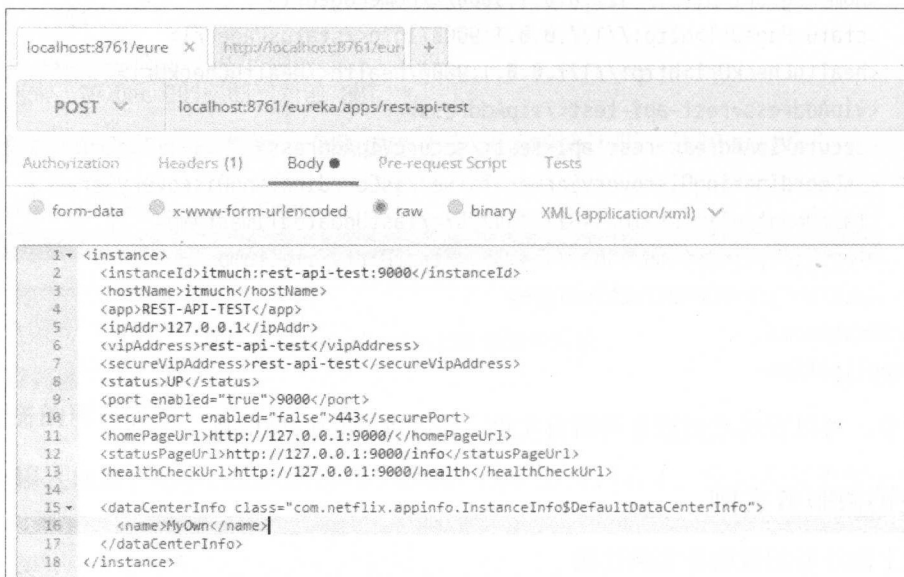 localhost:8761/eure × http://localhost:8761/eur +
POST localhost:8761/eureka/apps/rest-api-test
Authorization Headers (1) Body Pre-request Script Tests
form-data x-www-form-urlencoded raw binary XML (application/xml)
1 <instance>
2 <instanceId>itmuch:rest-api-test:9000</instanceId>
3 <hostName>itmuch</hostName>
4 <app>REST-API-TEST</app>
5 <ipAddr>127.0.0.1</ipAddr>
6 <vipAddress>rest-api-test</vipAddress>
7 <secureVipAddress>rest-api-test</secureVipAddress>
8 <status>UP</status>
9 <port enabled="true">9000</port>
10 <securePort enabled="false">443</securePort>
11 <homePageUrl>http://127.0.0.1:9000/</homePageUrl>
12 <statusPageUrl>http://127.0.0.1:9000/info</statusPageUrl>
13 <healthCheckUrl>http://127.0.0.1:9000/health</healthCheckUrl>
14
15 <dataCenterInfo class="com.netflix.appinfo.InstanceInfo$DefaultDataCenterInfo">
16 <name>MyOwn</name>
17 </dataCenterInfo>
18 </instance>